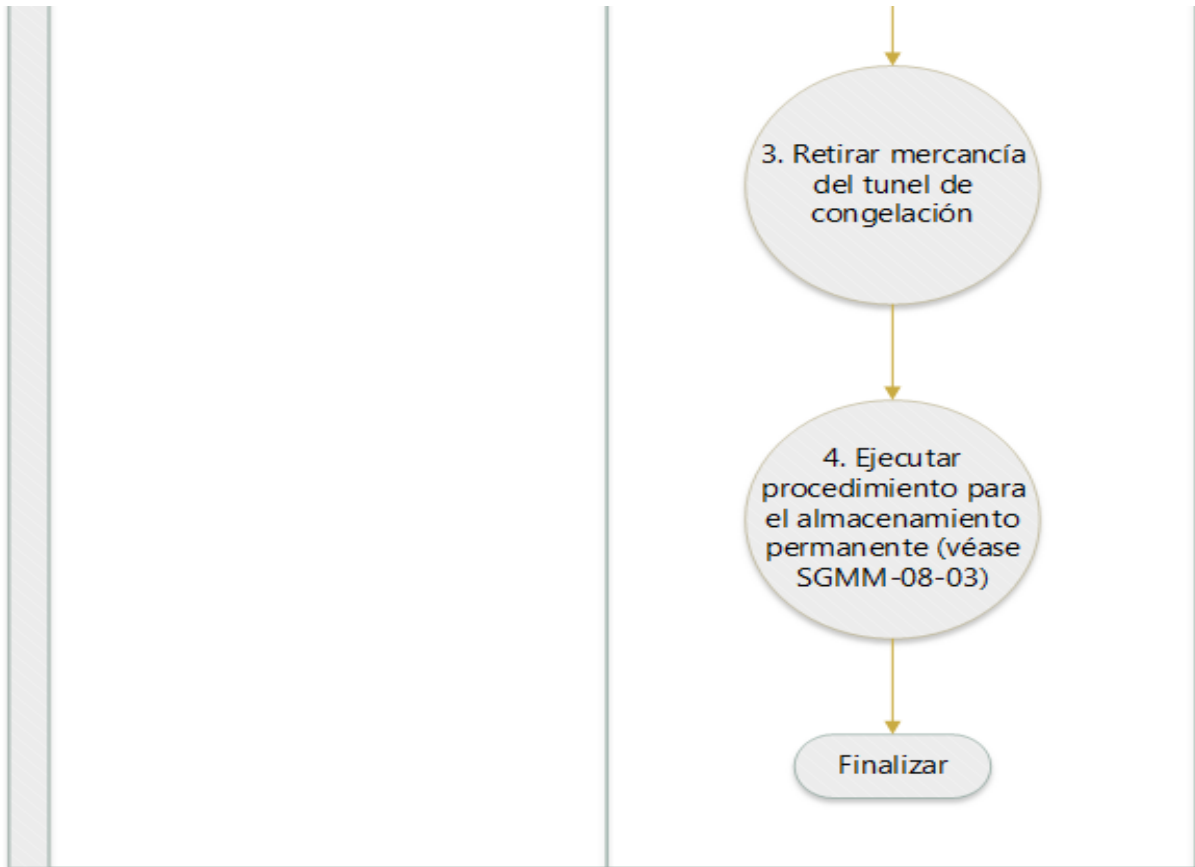 3. Retirar mercancía
del tunel de
congelación
4. Ejecutar
procedimiento para
el almacenamiento
permanente (véase
SGMM-08-03)
Finalizar